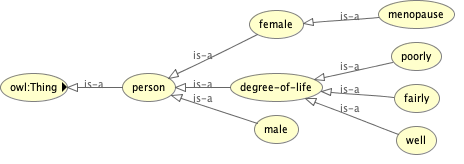 menopause
is-a
female
is-a
poorly
is-a
owl:Thing is-a person is-a degree-of-life is-a fairly
is-a
is-a
male
well